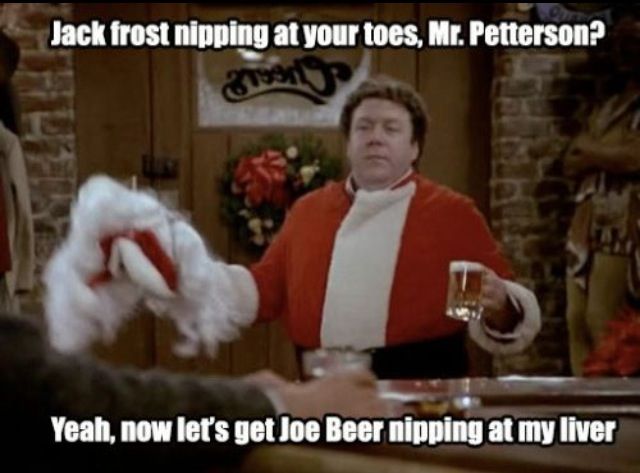 Jack frost nipping at your toes, Mr. Petterson?
Cheers
Yeah, now let's get Joe Beer nipping at my liver